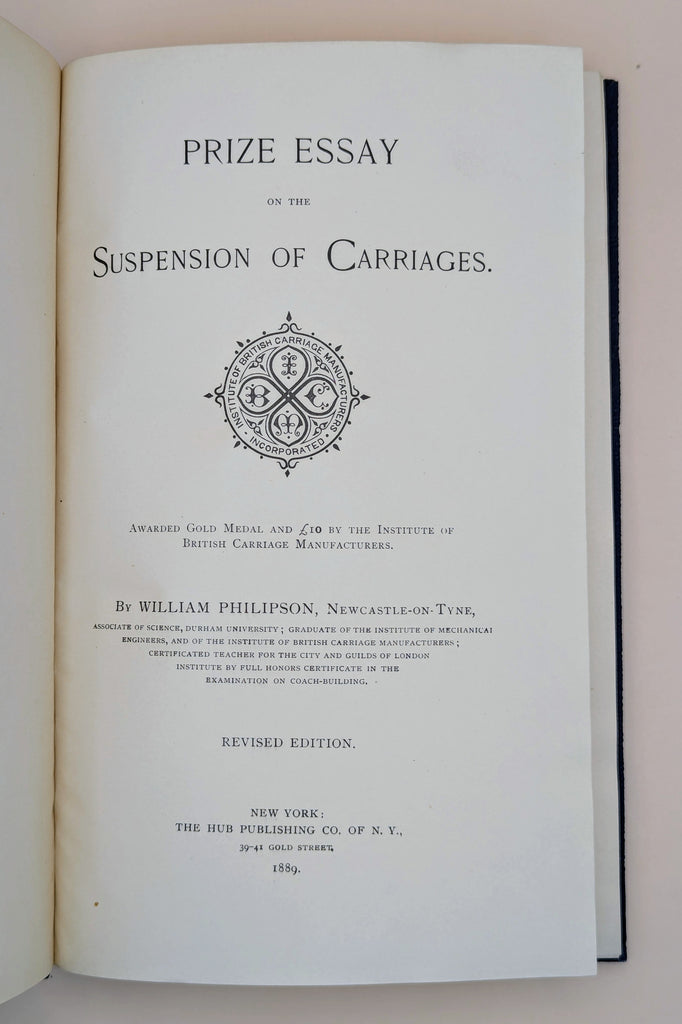 PRIZE ESSAY
ON THE
SUSPENSION OF CARRIAGES.
INSTITUTE OF BRITISH CARRIAGE MANUFACTURERS
INCORPORATED
I
B C
M
AWARDED GOLD MEDAL AND £10 BY THE INSTITUTE OF
BRITISH CARRIAGE MANUFACTURERS.
BY WILLIAM PHILIPSON, NEWCASTLE-ON-TYNE,
ASSOCIATE OF SCIENCE, DURHAM UNIVERSITY; GRADUATE OF THE INSTITUTE OF MECHANICAL
ENGINEERS, AND OF THE INSTITUTE OF BRITISH CARRIAGE MANUFACTURERS;
CERTIFICATED TEACHER FOR THE CITY AND GUILDS OF LONDON
INSTITUTE BY FULL HONORS CERTIFICATE IN THE
EXAMINATION ON COACH-BUILDING.
REVISED EDITION.
NEW YORK:
THE HUB PUBLISHING CO. OF N. Y.,
39-41 GOLD STREET,
1889.